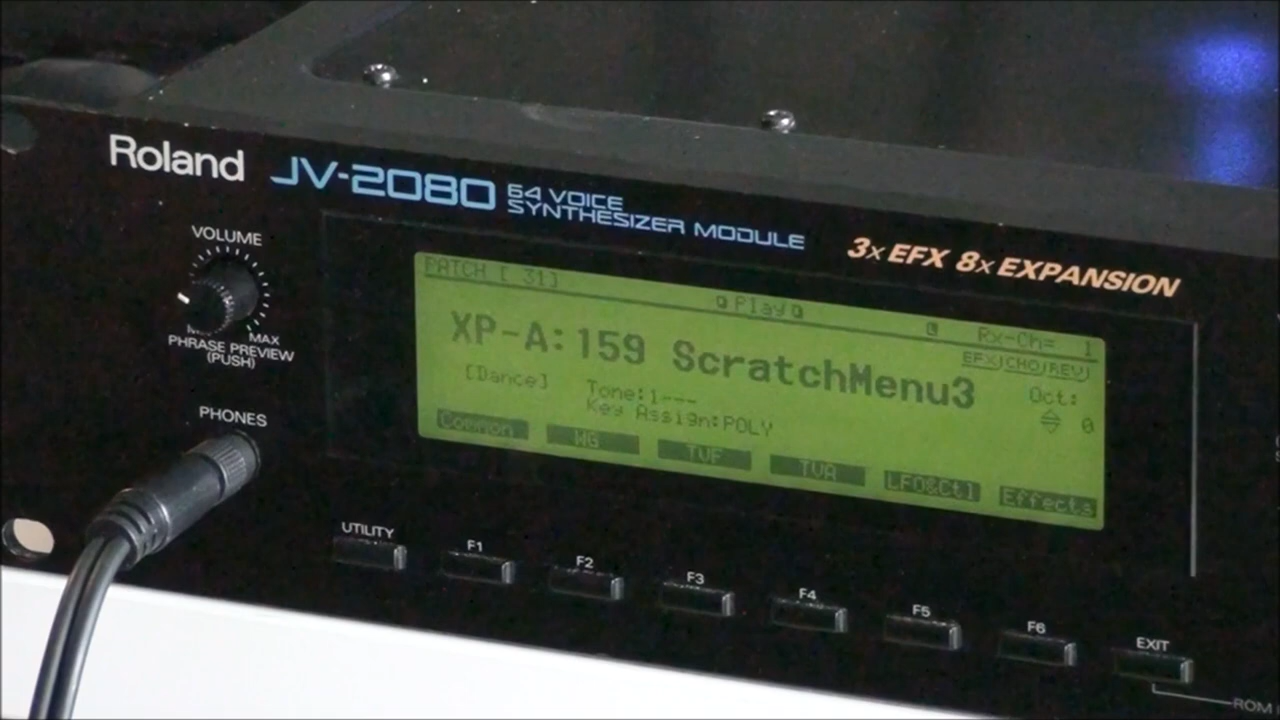 Roland JV-2080 64 VOICE
SYNTHESIZER MODULE
3x EFX 8x EXPANSION
VOLUME
MAX
PHRASE PREVIEW
(PUSH)
PHONES
PATCH [ 31]
Play
Rx-Ch= 1
XP-A:159 ScratchMenu3
EFX/CHO/REV/
[Dance]
Tone:1---
Oct:
Key Assign:POLY
0
Common WG TVF TVA LFO&Ctl Effects
UTILITY F1 F2 F3 F4 F5 F6 EXIT
ROM